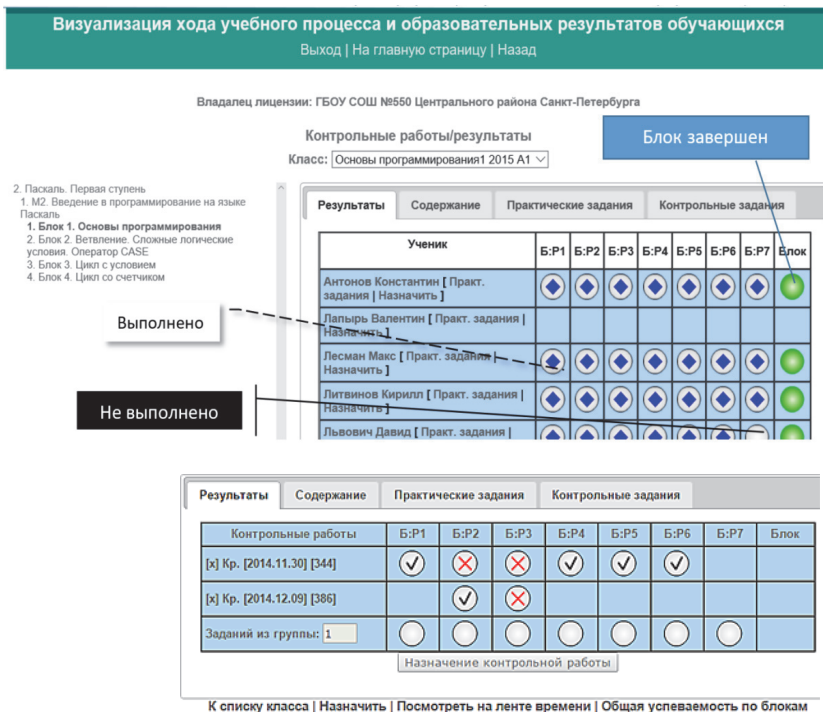 Визуализация хода учебного процесса и образовательных результатов обучающихся
Выход | На главную страницу | Назад
Владалец лицензии: ГБОУ СОШ №550 Центрального района Санкт-Петербурга
Контрольные работы/результаты
Блок завершен
Класс: Основы программирования1 2015 А1
2. Паскаль. Первая ступень
1. М2. Введение в программирование на языке
Паскаль
1. Блок 1. Основы программирования
2. Блок 2. Ветвление. Сложные логические
условия. Оператор CASE
3. Блок 3. Цикл с условием
4. Блок 4. Цикл со счетчиком
Результаты Содержание Практические задания Контрольные задания
Ученик Б:Р1 Б:Р2 Б:Р3 Б:Р4 Б:Р5 Б:Р6 Б:Р7 Блок
Антонов Константин [ Практ.
задания | Назначить ]
Лапырь Валентин [ Практ. задания |
Назначить ]
Лесман Макс [ Практ. задания |
Назначить ]
Литвинов Кирилл [ Практ. задания |
Назначить ]
Львович Давид [ Практ. задания |
Выполнено
Не выполнено
Результаты Содержание Практические задания Контрольные задания
Контрольные работы Б:Р1 Б:Р2 Б:Р3 Б:Р4 Б:Р5 Б:Р6 Б:Р7 Блок
[x] Кр. [2014.11.30] [344]
[x] Кр. [2014.12.09] [386]
Заданий из группы: 1
Назначение контрольной работы
К списку класса | Назначить | Посмотреть на ленте времени | Общая успеваемость по блокам